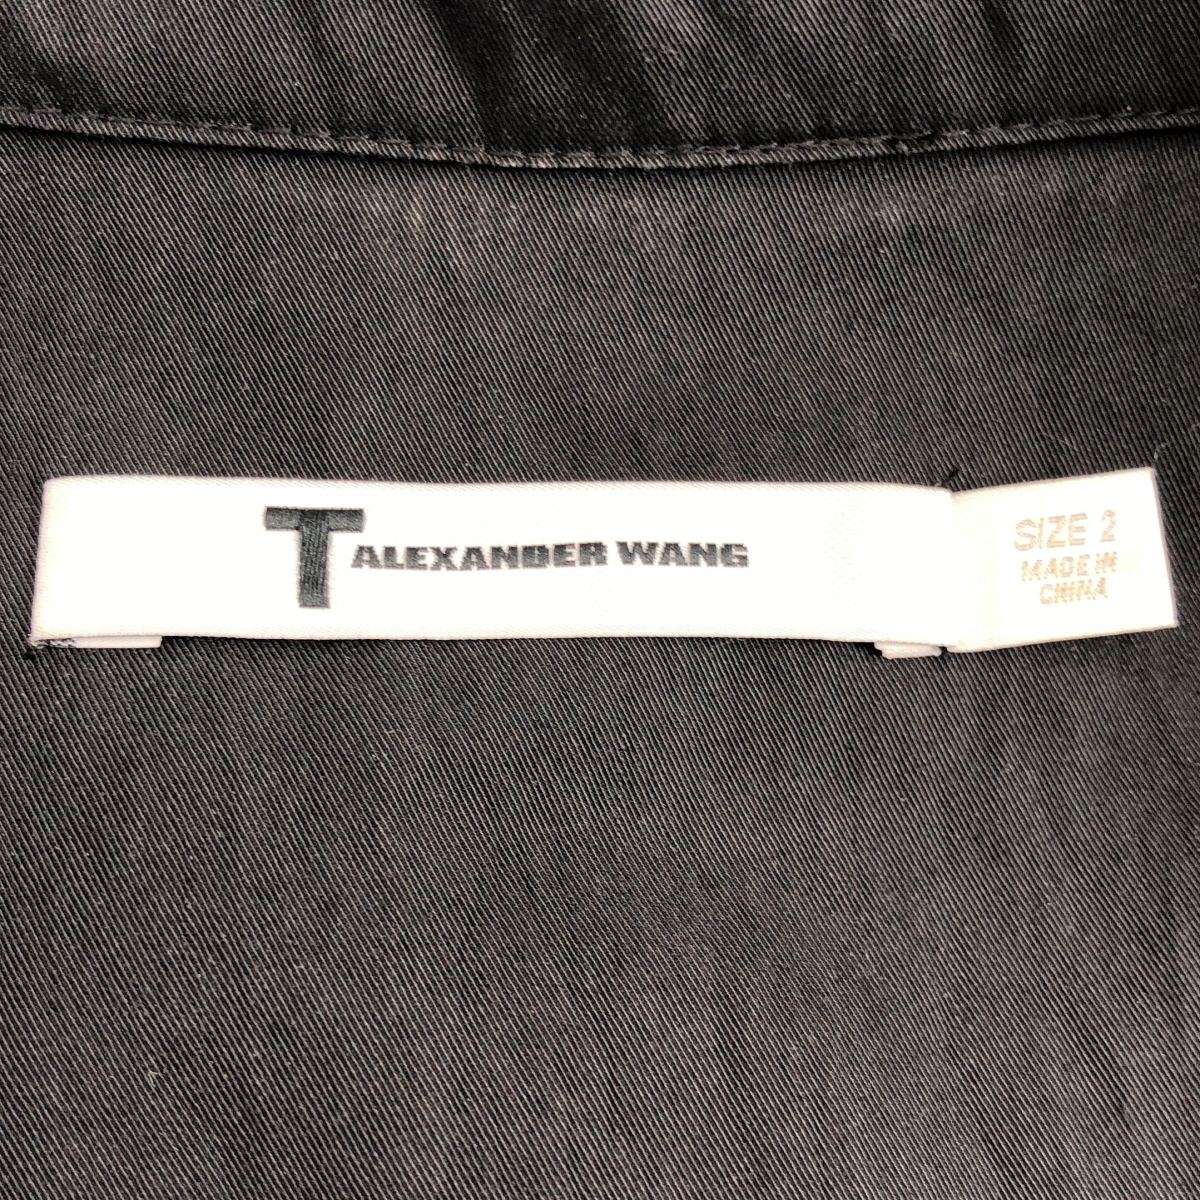 T ALEXANDER WANG
SIZE 2
MADE IN
CHINA